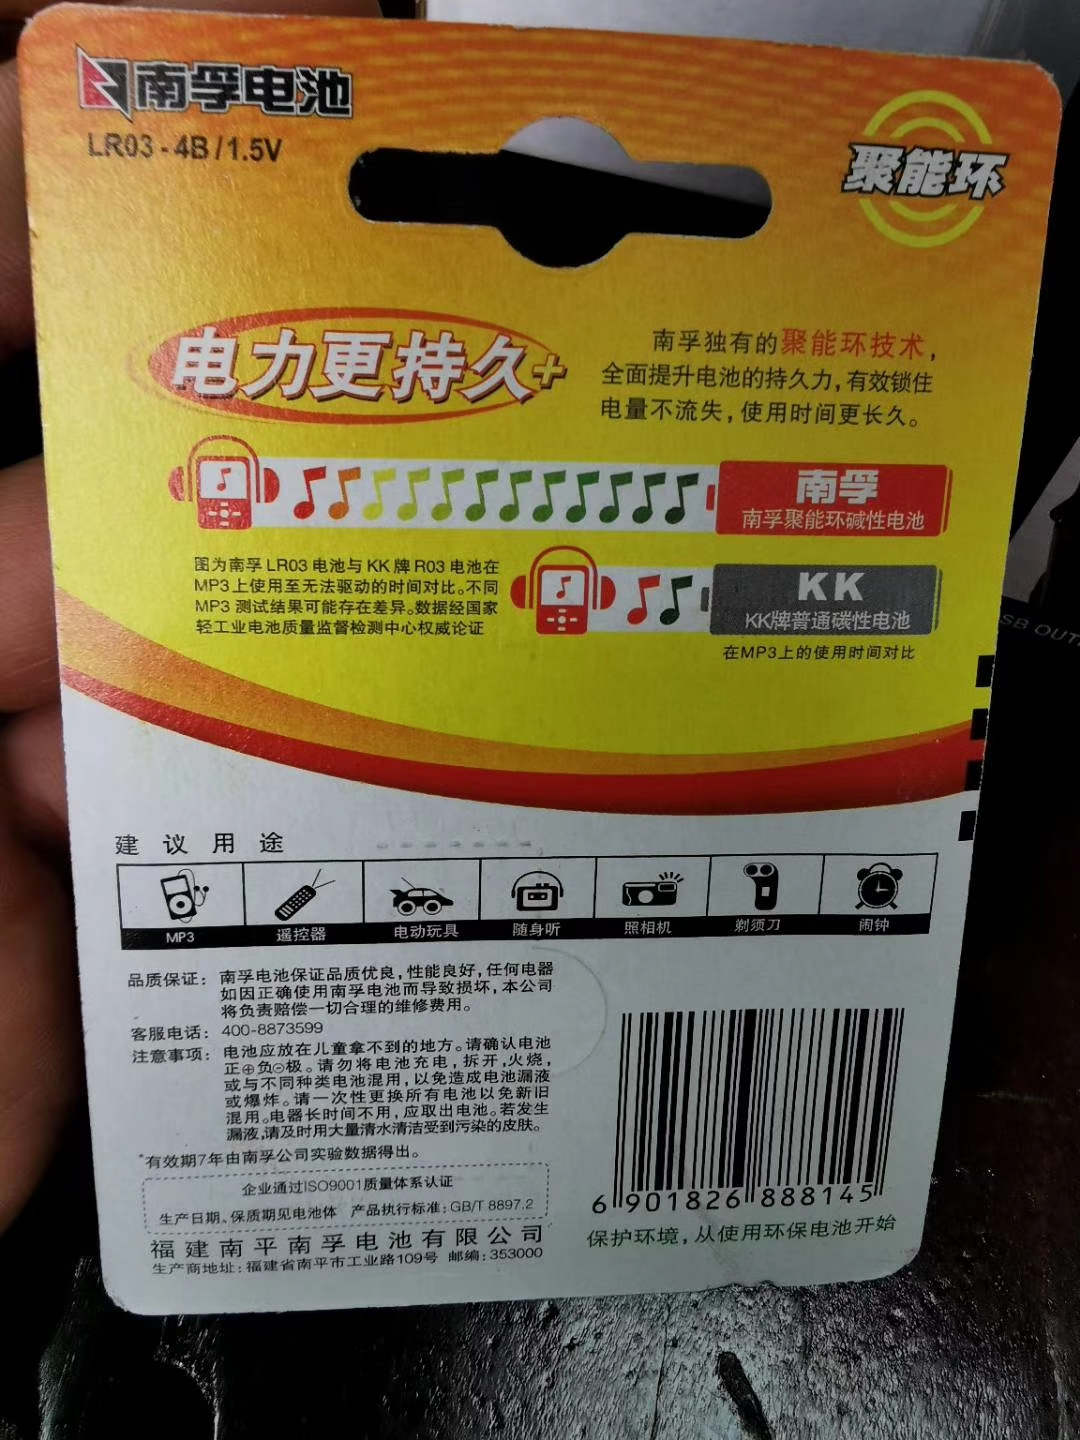 南孚电池
LR03-4B/1.5V
聚能环
电力更持久+
南孚独有的聚能环技术,
全面提升电池的持久力,有效锁住
电量不流失,使用时间更长久。
南孚
南孚聚能环碱性电池
图为南孚LR03电池与KK牌R03电池在
MP3上使用至无法驱动的时间对比。不同
MP3测试结果可能存在差异。数据经国家
轻工业电池质量监督检测中心权威论证
KK
KK牌普通碳性电池
在MP3上的使用时间对比
建议用途
MP3 遥控器 电动玩具 随身听 照相机 剃须刀 闹钟
品质保证: 南孚电池保证品质优良,性能良好,任何电器
如因正确使用南孚电池而导致损坏,本公司
将负责赔偿一切合理的维修费用。
客服电话: 400-8873599
注意事项: 电池应放在儿童拿不到的地方。请确认电池
正⊕负⊖极。请勿将电池充电,拆开,火烧,
或与不同种类电池混用,以免造成电池漏液
或爆炸。请一次性更换所有电池以免新旧
混用。电器长时间不用,应取出电池。若发生
漏液,请及时用大量清水清洁受到污染的皮肤。
*有效期7年由南孚公司实验数据得出。
企业通过ISO9001质量体系认证
生产日期、保质期见电池体 产品执行标准:GB/T 8897.2
福建南平南孚电池有限公司
生产商地址:福建省南平市工业路109号 邮编:353000
6 901826 888145
保护环境,从使用环保电池开始
SB OUT